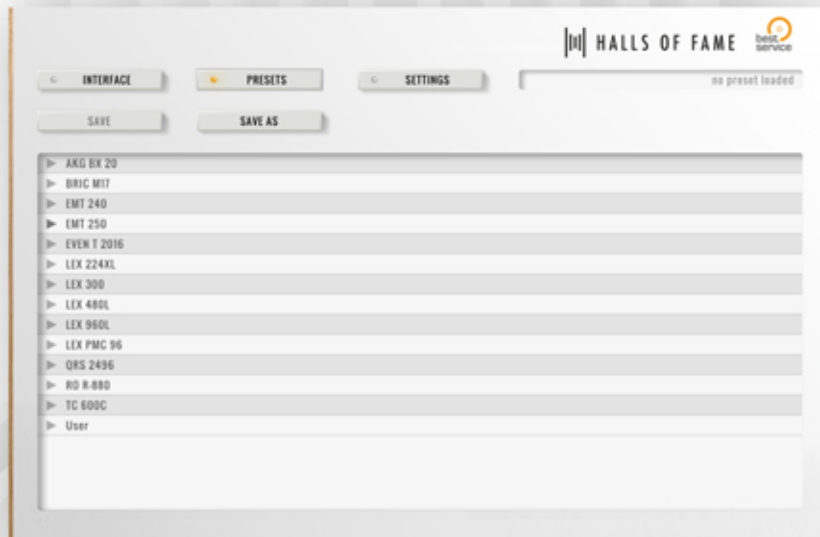 HALLS OF FAME
best service
INTERFACE
PRESETS
SETTINGS
no preset loaded
SAVE
SAVE AS
AKG BX 20
BRIC M17
EMT 240
EMT 250
EVEN T 2016
LEX 224XL
LEX 300
LEX 480L
LEX 960L
LEX PMC 96
QRS 2496
RO R-880
TC 600C
User